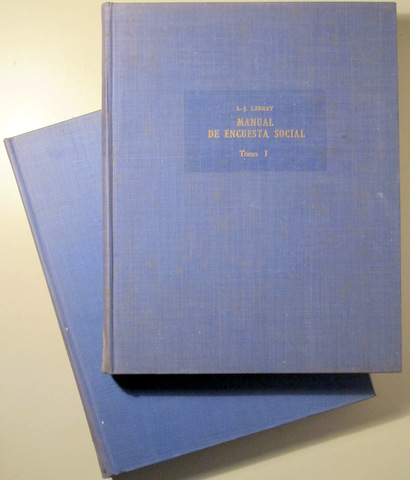 L.-J. LEBRET
MANUAL
DE ENCUESTA SOCIAL
Tomo I